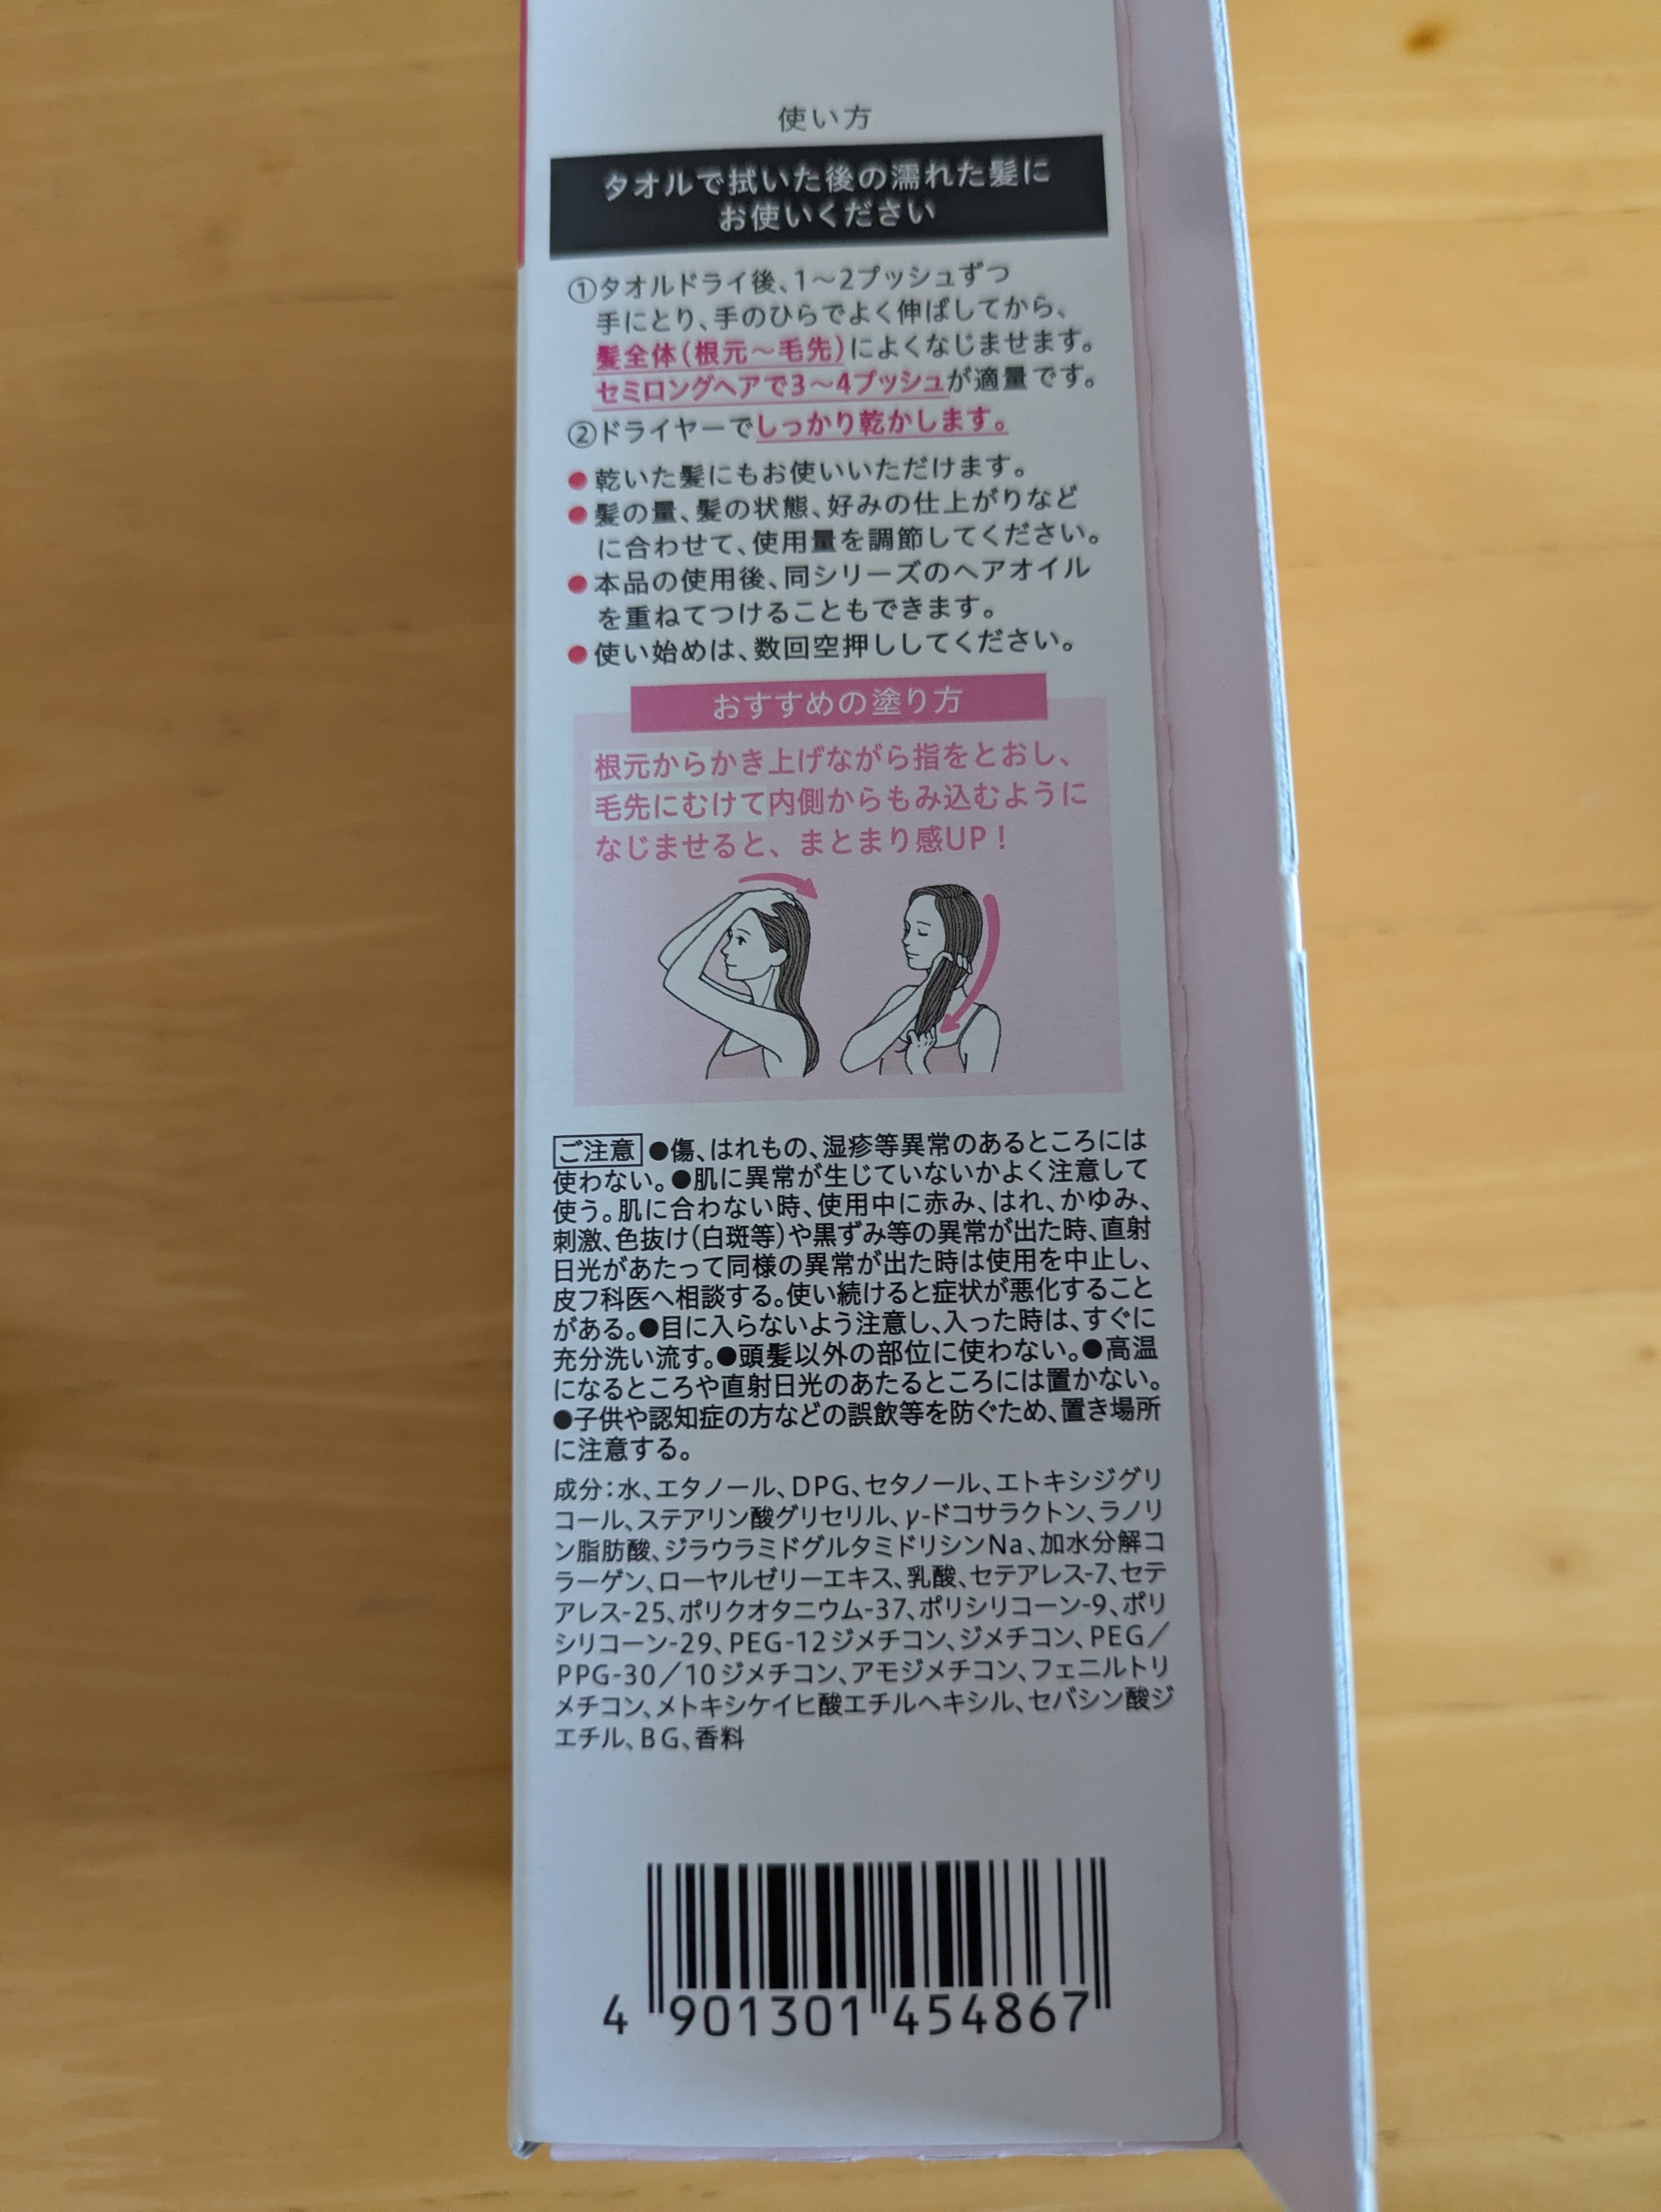 使い方
タオルで拭いた後の濡れた髪に
お使いください
①タオルドライ後、1～2プッシュずつ
手にとり、手のひらでよく伸ばしてから、
髪全体(根元～毛先)によくなじませます。
セミロングヘアで3～4プッシュが適量です。
②ドライヤーでしっかり乾かします。
●乾いた髪にもお使いいただけます。
●髪の量、髪の状態、好みの仕上がりなど
に合わせて、使用量を調節してください。
●本品の使用後、同シリーズのヘアオイル
を重ねてつけることもできます。
●使い始めは、数回空押ししてください。
おすすめの塗り方
根元からかき上げながら指をとおし、
毛先にむけて内側からもみ込むように
なじませると、まとまり感UP！
ご注意 ●傷、はれもの、湿疹等異常のあるところには
使わない。●肌に異常が生じていないかよく注意して
使う。肌に合わない時、使用中に赤み、はれ、かゆみ、
刺激、色抜け(白斑等)や黒ずみ等の異常が出た時、直射
日光があたって同様の異常が出た時は使用を中止し、
皮フ科医へ相談する。使い続けると症状が悪化すること
がある。●目に入らないよう注意し、入った時は、すぐに
充分洗い流す。●頭髪以外の部位に使わない。●高温
になるところや直射日光のあたるところには置かない。
●子供や認知症の方などの誤飲等を防ぐため、置き場所
に注意する。
成分：水、エタノール、DPG、セタノール、エトキシジグリ
コール、ステアリン酸グリセリル、γ-ドコサラクトン、ラノリ
ン脂肪酸、ジラウラミドグルタミドリシンNa、加水分解コ
ラーゲン、ローヤルゼリーエキス、乳酸、セテアレス-7、セテ
アレス-25、ポリクオタニウム-37、ポリシリコーン-9、ポリ
シリコーン-29、PEG-12ジメチコン、ジメチコン、PEG／
PPG-30／10ジメチコン、アモジメチコン、フェニルトリ
メチコン、メトキシケイヒ酸エチルヘキシル、セバシン酸ジ
エチル、BG、香料
4 901301 454867